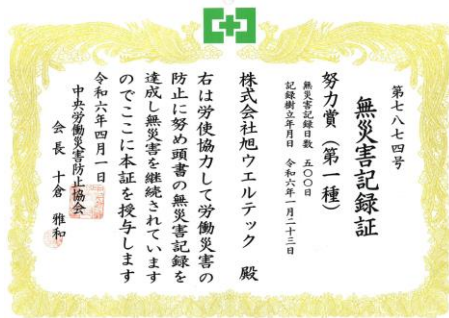 第七八七四号
無災害記録証
努力賞(第一種)
無災害記録日数 五〇〇日
記録樹立年月日 令和六年一月二十三日
株式会社旭ウエルテック 殿
右は労使協力して労働災害の
防止に努め頭書の無災害記録を
達成し無災害を継続されています
のでここに本証を授与します
令和六年四月一日
中央労働災害防止協会
会長 十倉 雅和